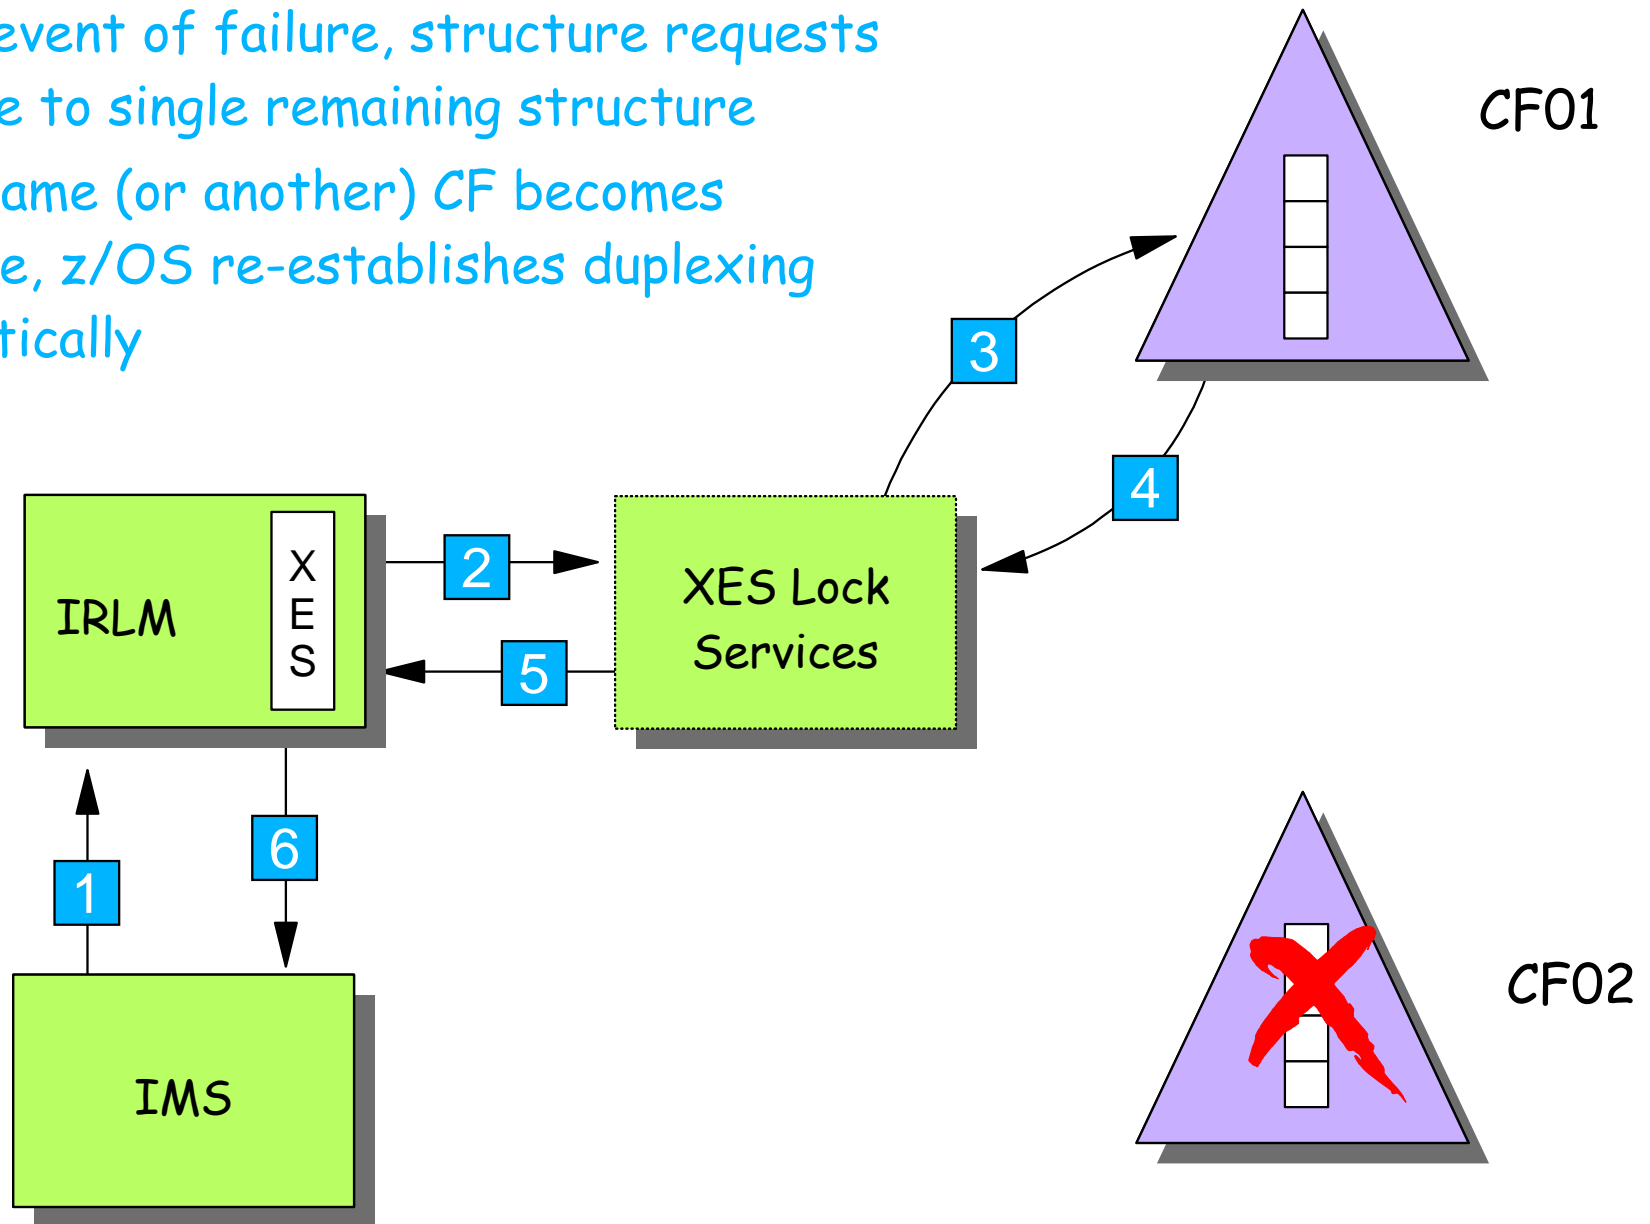 event of failure, structure requests
e to single remaining structure
ame (or another) CF becomes
e, z/OS re-establishes duplexing
tically
CF01
3
4
XES Lock
Services
2
5
IRLM
X
E
S
1
6
IMS
CF02